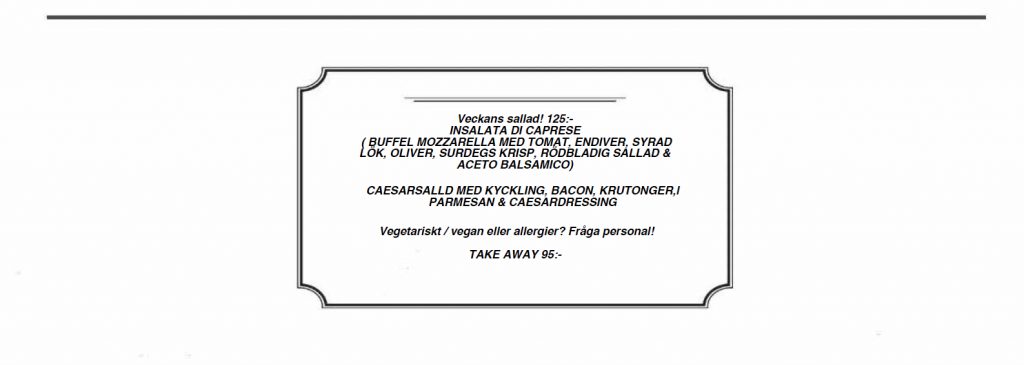 Veckans sallad! 125:-
INSALATA DI CAPRESE
( BUFFEL MOZZARELLA MED TOMAT, ENDIVER, SYRAD
LÖK, OLIVER, SURDEGS KRISP, RÖDBLADIG SALLAD &
ACETO BALSAMICO)
CAESARSALLD MED KYCKLING, BACON, KRUTONGER,I
PARMESAN & CAESARDRESSING
Vegetariskt / vegan eller allergier? Fråga personal!
TAKE AWAY 95:-